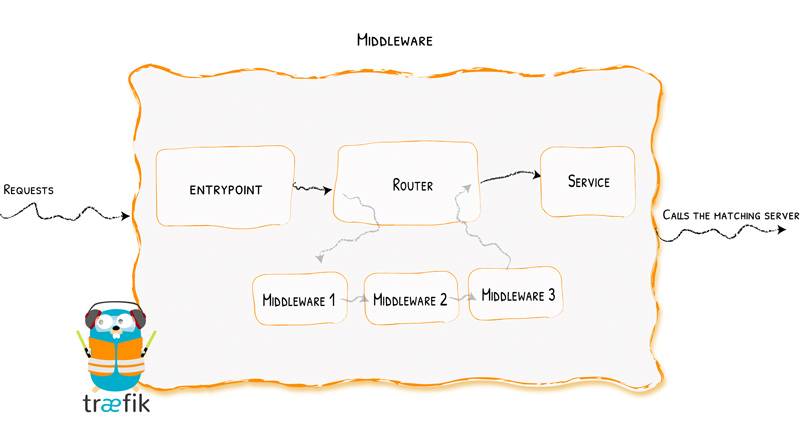 MIDDLEWARE
REQUESTS
ENTRYPOINT
ROUTER
SERVICE
CALLS THE MATCHING SERVER
MIDDLEWARE 1
MIDDLEWARE 2
MIDDLEWARE 3
træfik